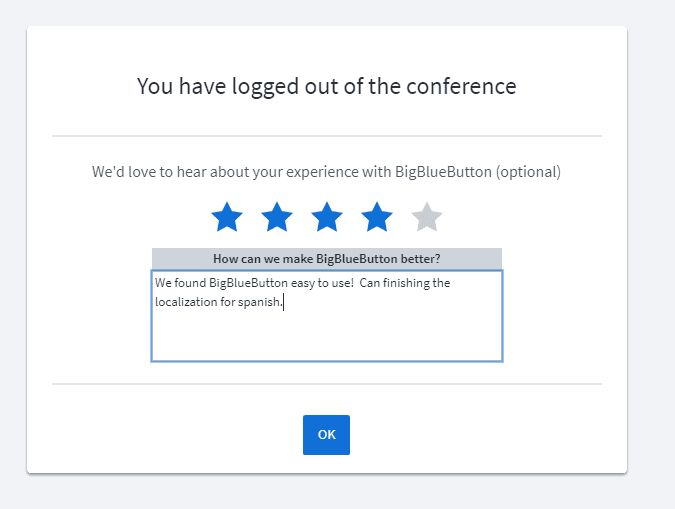 You have logged out of the conference
We'd love to hear about your experience with BigBlueButton (optional)
How can we make BigBlueButton better?
We found BigBlueButton easy to use!  Can finishing the
localization for spanish.
OK